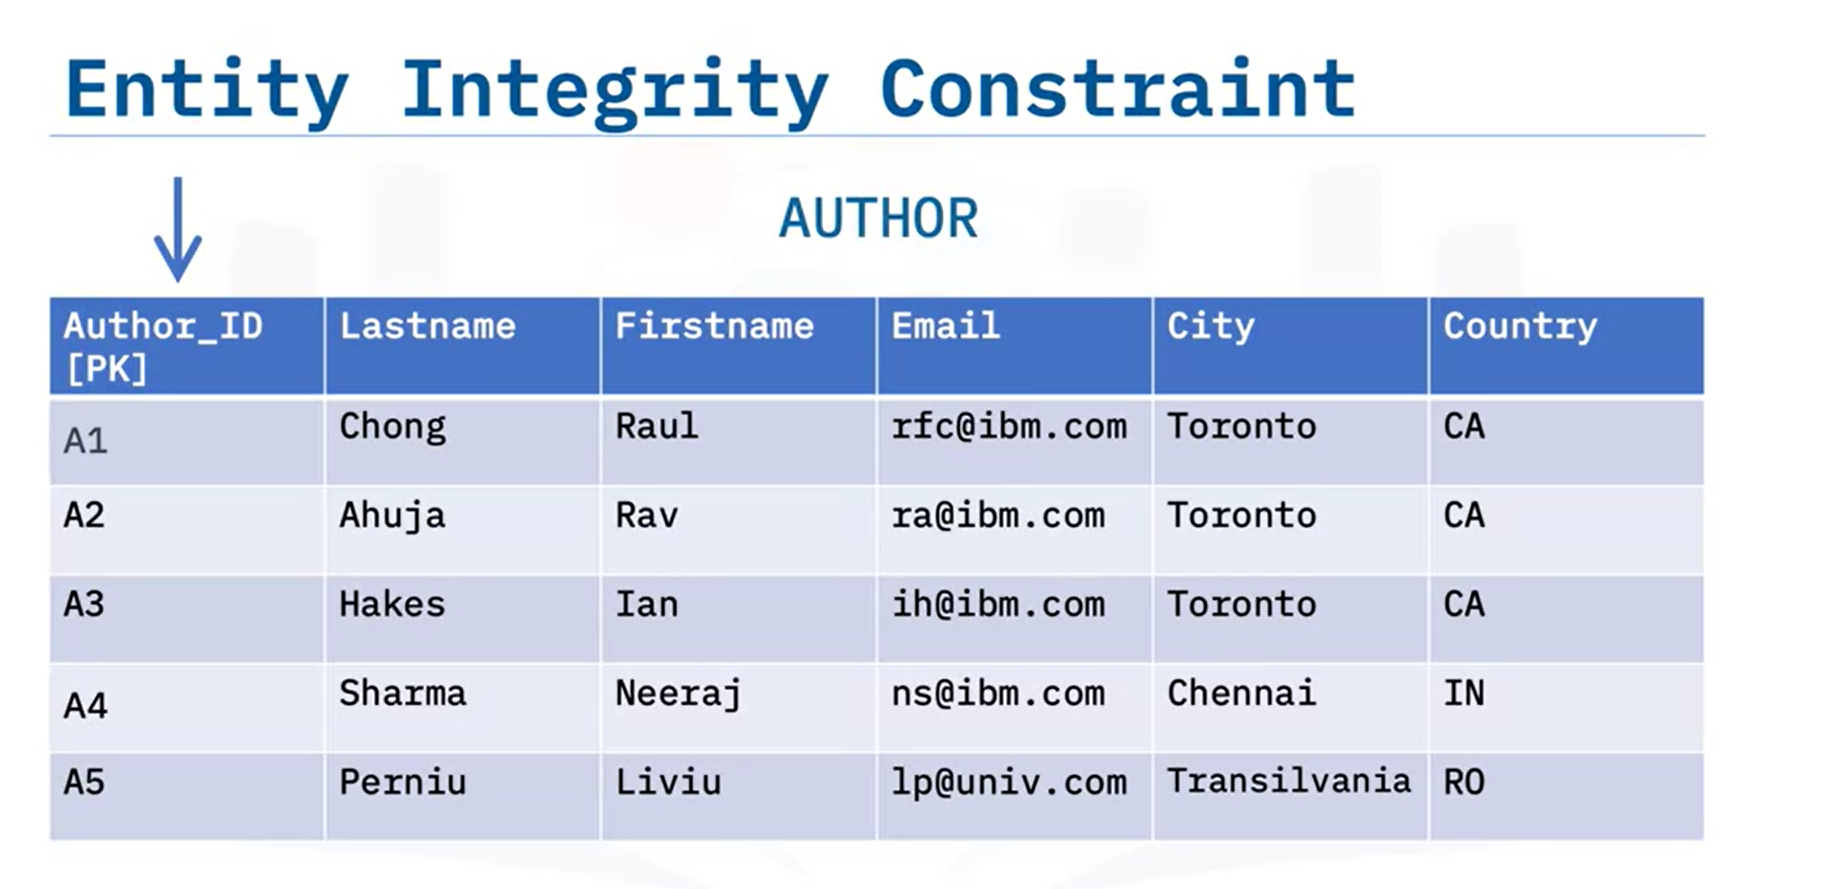 Entity Integrity Constraint
AUTHOR
Author_ID [PK] Lastname Firstname Email City Country
A1 Chong Raul rfc@ibm.com Toronto CA
A2 Ahuja Rav ra@ibm.com Toronto CA
A3 Hakes Ian ih@ibm.com Toronto CA
A4 Sharma Neeraj ns@ibm.com Chennai IN
A5 Perniu Liviu lp@univ.com Transilvania RO